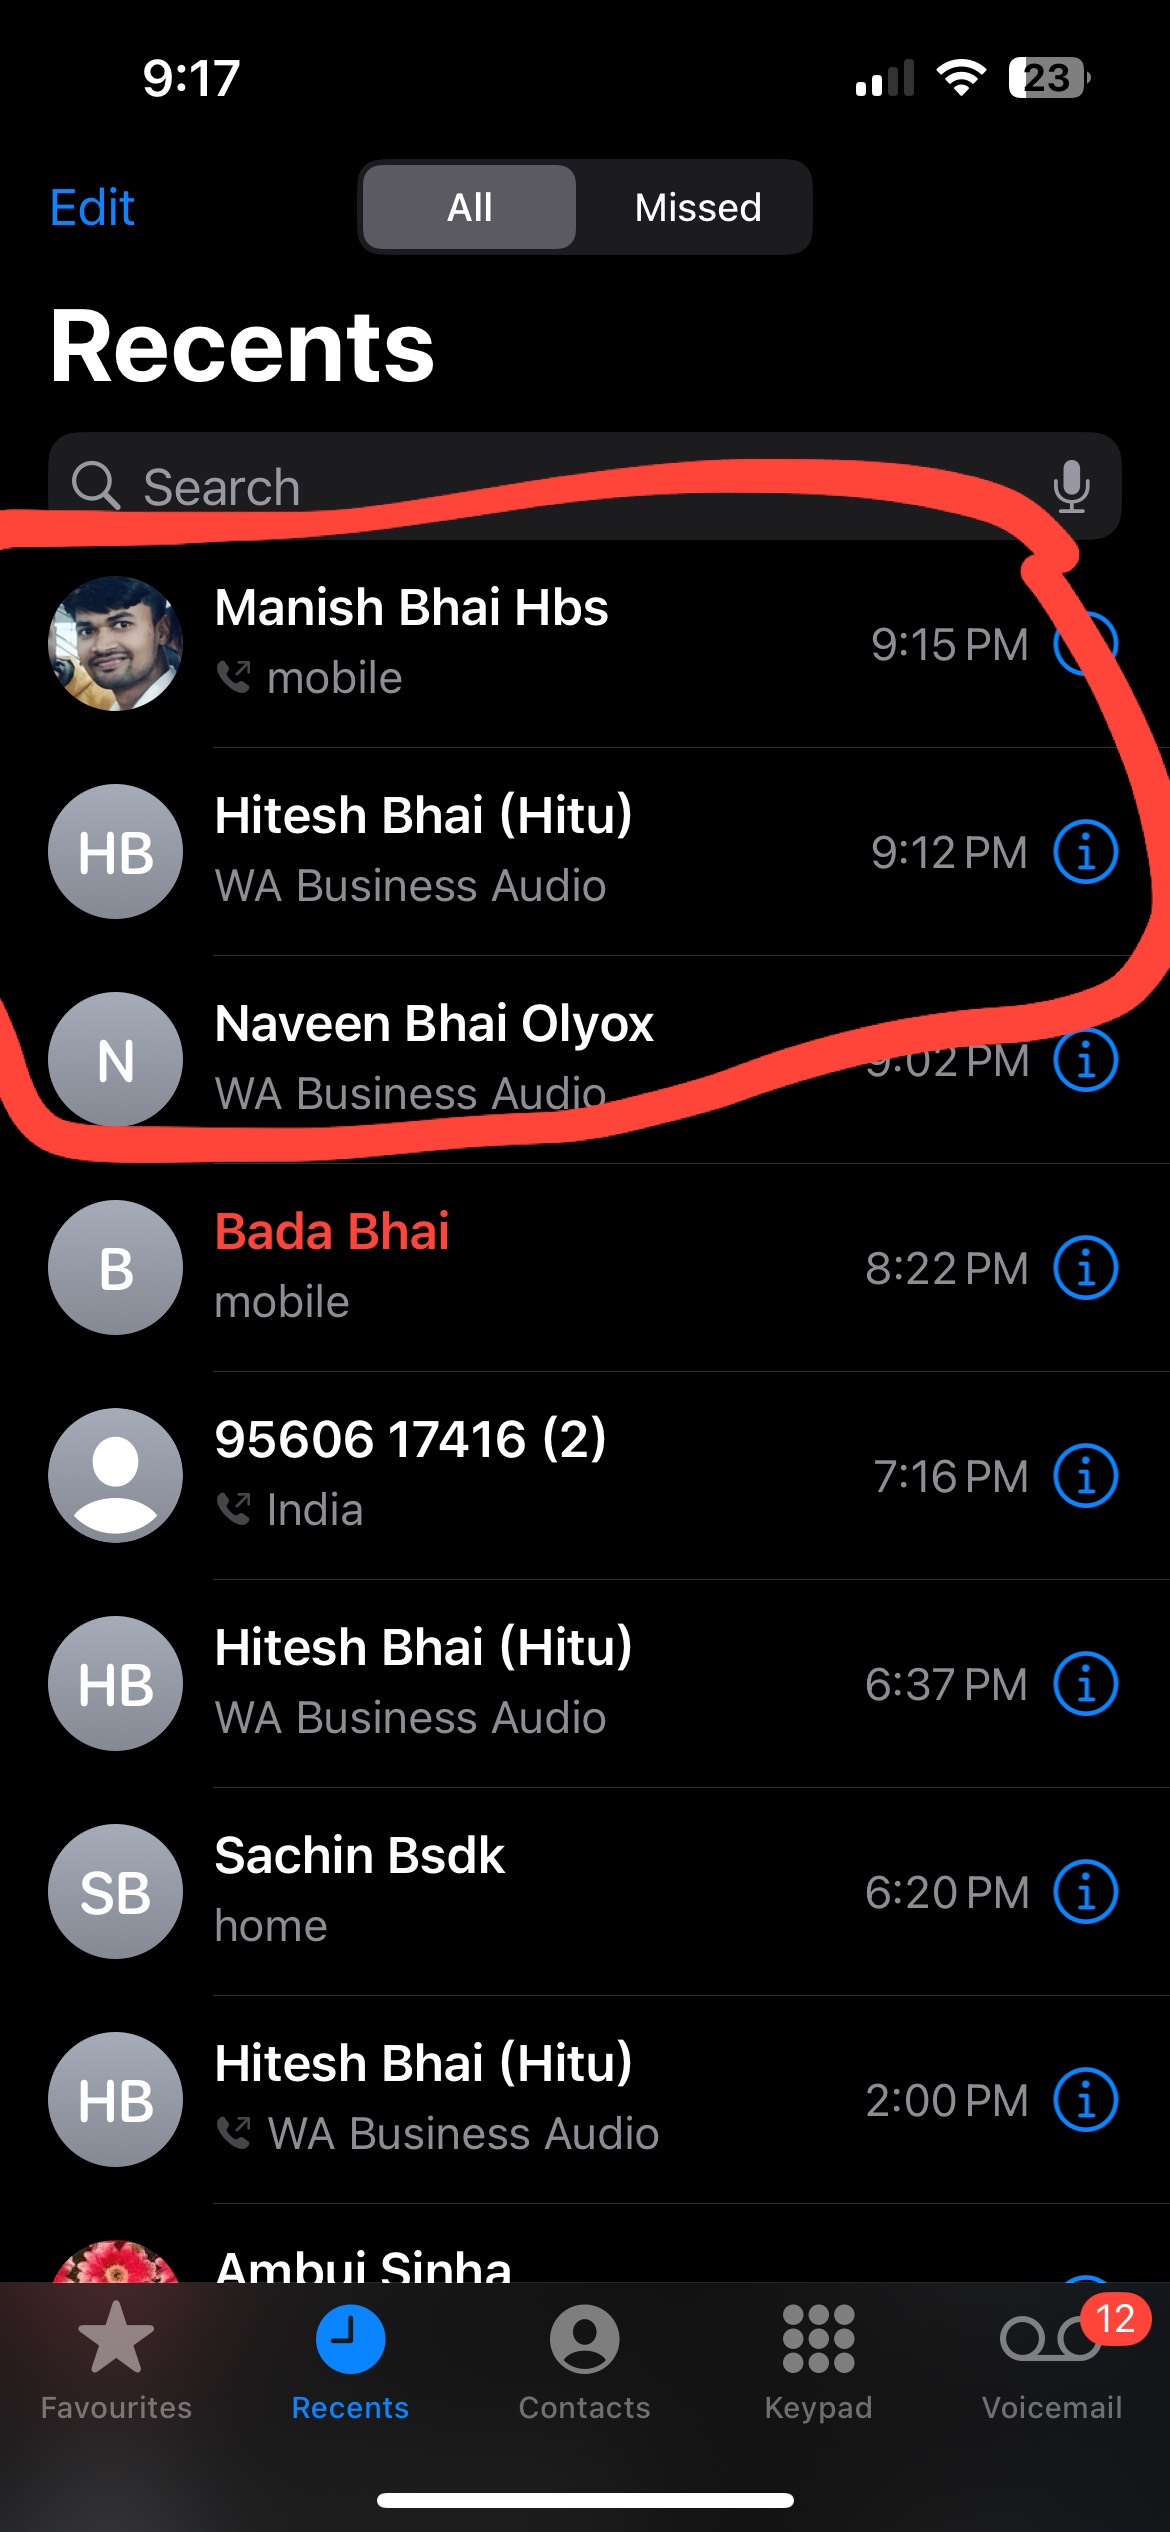 9:17
23
Edit
All
Missed
Recents
Search
Manish Bhai Hbs
mobile
9:15 PM
HB
Hitesh Bhai (Hitu)
WA Business Audio
9:12 PM
N
Naveen Bhai Olyox
WA Business Audio
9:02 PM
B
Bada Bhai
mobile
8:22 PM
95606 17416 (2)
India
7:16 PM
HB
Hitesh Bhai (Hitu)
WA Business Audio
6:37 PM
SB
Sachin Bsdk
home
6:20 PM
HB
Hitesh Bhai (Hitu)
WA Business Audio
2:00 PM
Ambuj Sinha
12
Favourites
Recents
Contacts
Keypad
Voicemail